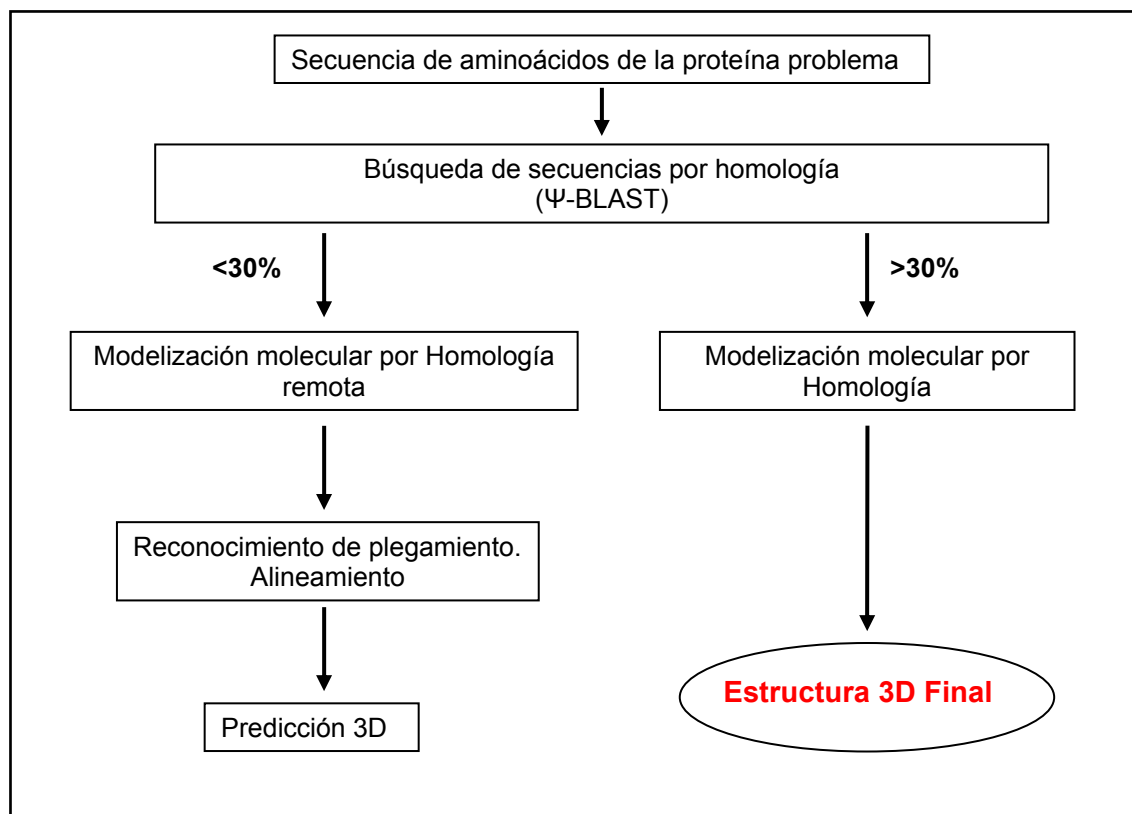 Secuencia de aminoácidos de la proteína problema
Búsqueda de secuencias por homología
(Ψ-BLAST)
<30%
>30%
Modelización molecular por Homología
remota
Modelización molecular por
Homología
Reconocimiento de plegamiento.
Alineamiento
Estructura 3D Final
Predicción 3D